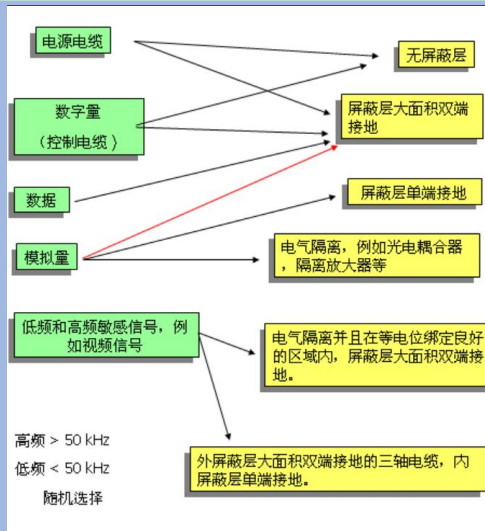 电源电缆
无屏蔽层
数字量
（控制电缆）
屏蔽层大面积双端
接地
数据
屏蔽层单端接地
模拟量
电气隔离，例如光电耦合器
，隔离放大器等
低频和高频敏感信号，例
如视频信号
电气隔离并且在等电位绑定良好
的区域内，屏蔽层大面积双端接
地。
高频 > 50 kHz
低频 < 50 kHz
随机选择
外屏蔽层大面积双端接地的三轴电缆，内
屏蔽层单端接地。